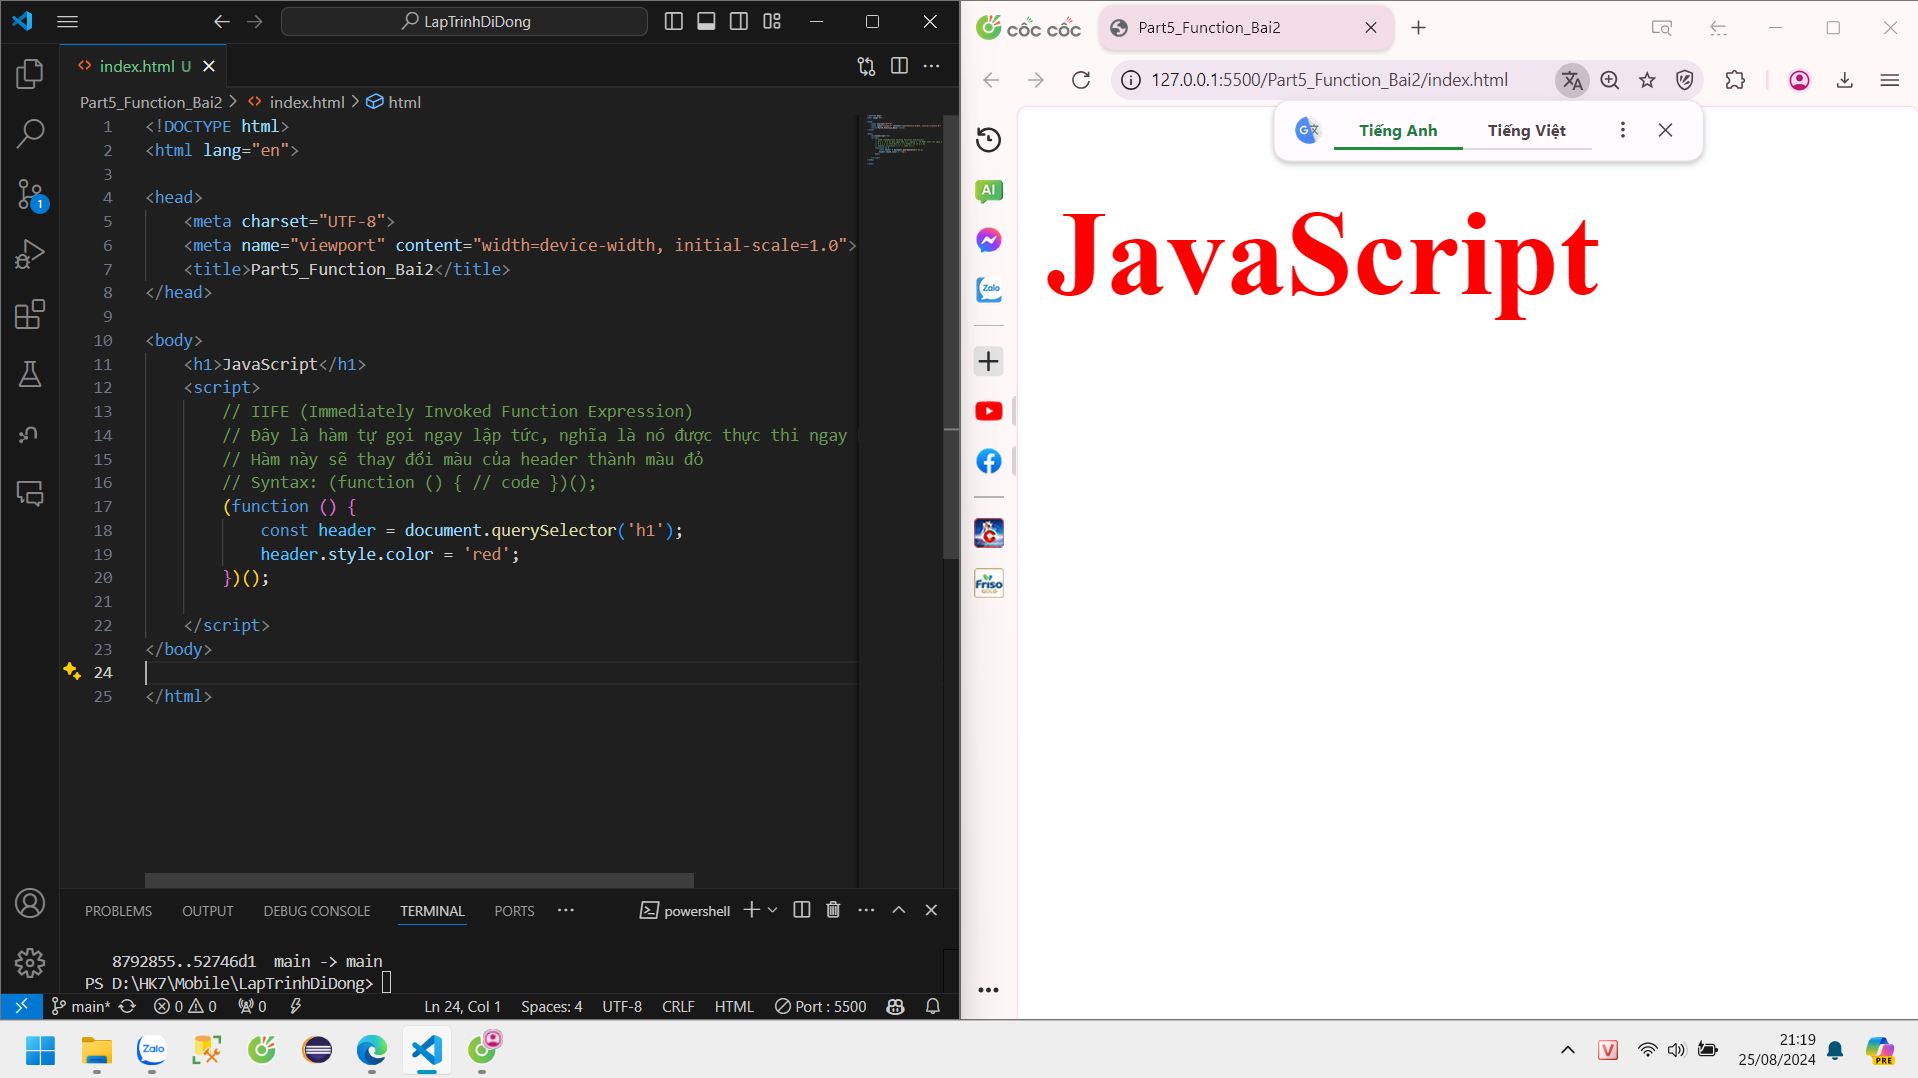 LapTrinhDiDong
index.html U
Part5_Function_Bai2 > index.html > html
1 <!DOCTYPE html>
2 <html lang="en">
3
4 <head>
5 <meta charset="UTF-8">
6 <meta name="viewport" content="width=device-width, initial-scale=1.0">
7 <title>Part5_Function_Bai2</title>
8 </head>
9
10 <body>
11 <h1>JavaScript</h1>
12 <script>
13 // IIFE (Immediately Invoked Function Expression)
14 // Đây là hàm tự gọi ngay lập tức, nghĩa là nó được thực thi ngay
15 // Hàm này sẽ thay đổi màu của header thành màu đỏ
16 // Syntax: (function () { // code })();
17 (function () {
18 const header = document.querySelector('h1');
19 header.style.color = 'red';
20 })();
21
22 </script>
23 </body>
24
25 </html>
PROBLEMS OUTPUT DEBUG CONSOLE TERMINAL PORTS powershell
8792855..52746d1 main -> main
PS D:\HK7\Mobile\LapTrinhDiDong>
main* 0 0 0 Ln 24, Col 1 Spaces: 4 UTF-8 CRLF HTML Port : 5500
1
cốc cốc
Part5_Function_Bai2
127.0.0.1:5500/Part5_Function_Bai2/index.html
Tiếng Anh Tiếng Việt
JavaScript
AI
Zalo
C
Friso
GOLD
Zalo
V
21:19
25/08/2024
PRE